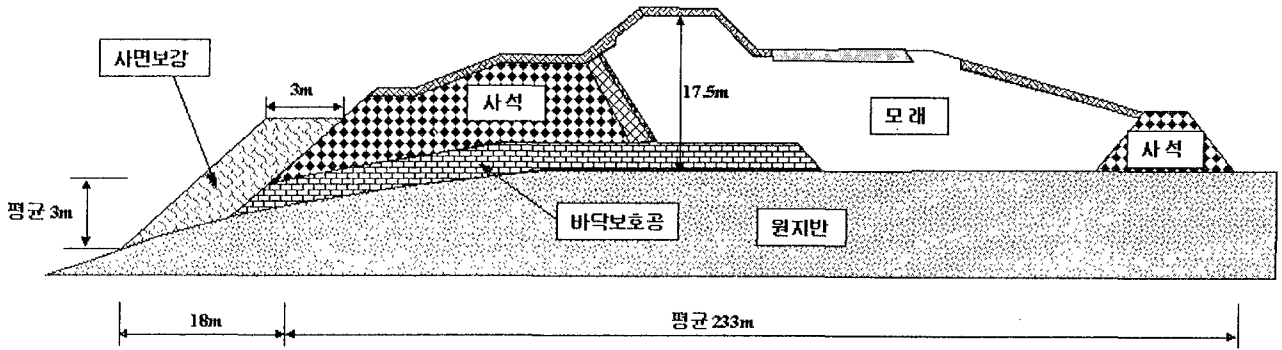 사면보강
3m
사석
17.5m
모래
사석
평균 3m
바닥보호공
원지반
18m
평균 233m